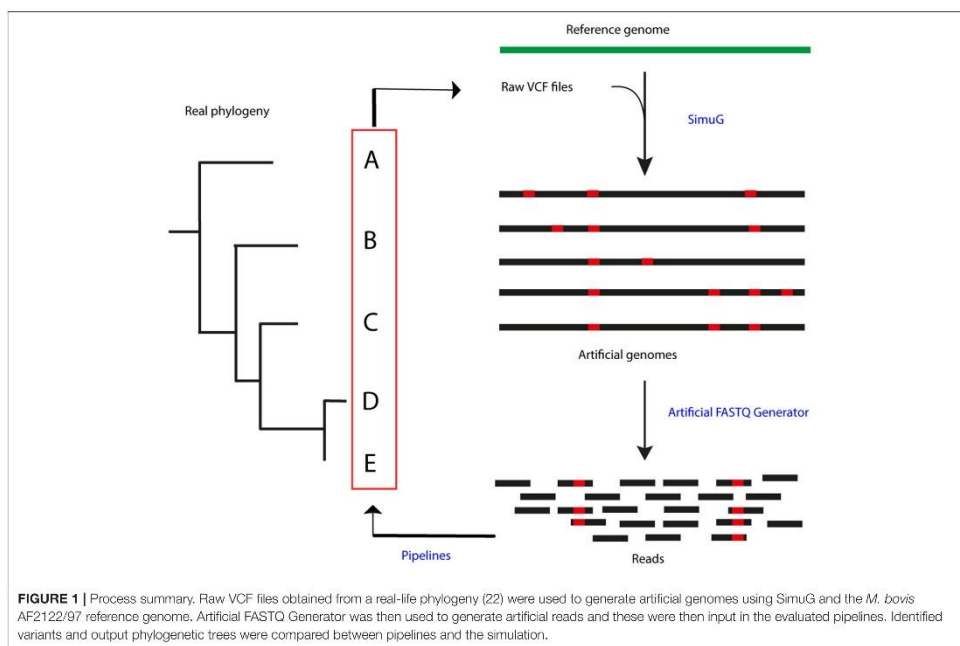 Reference genome
Raw VCF files
Real phylogeny
SimuG
A
B
C
D
E
Artificial genomes
Artificial FASTQ Generator
Pipelines
Reads
FIGURE 1 | Process summary. Raw VCF files obtained from a real-life phylogeny (22) were used to generate artificial genomes using SimuG and the M. bovis
AF2122/97 reference genome. Artificial FASTQ Generator was then used to generate artificial reads and these were then input in the evaluated pipelines. Identified
variants and output phylogenetic trees were compared between pipelines and the simulation.